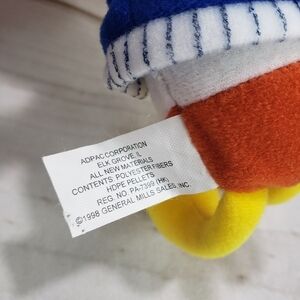 ADPAC CORPORATION
ELK GROVE, IL
ALL NEW MATERIALS
CONTENTS: POLYESTER FIBERS
HDPE PELLETS
REG. NO. PA-7399 (HK)
©1998 GENERAL MILLS SALES, INC.